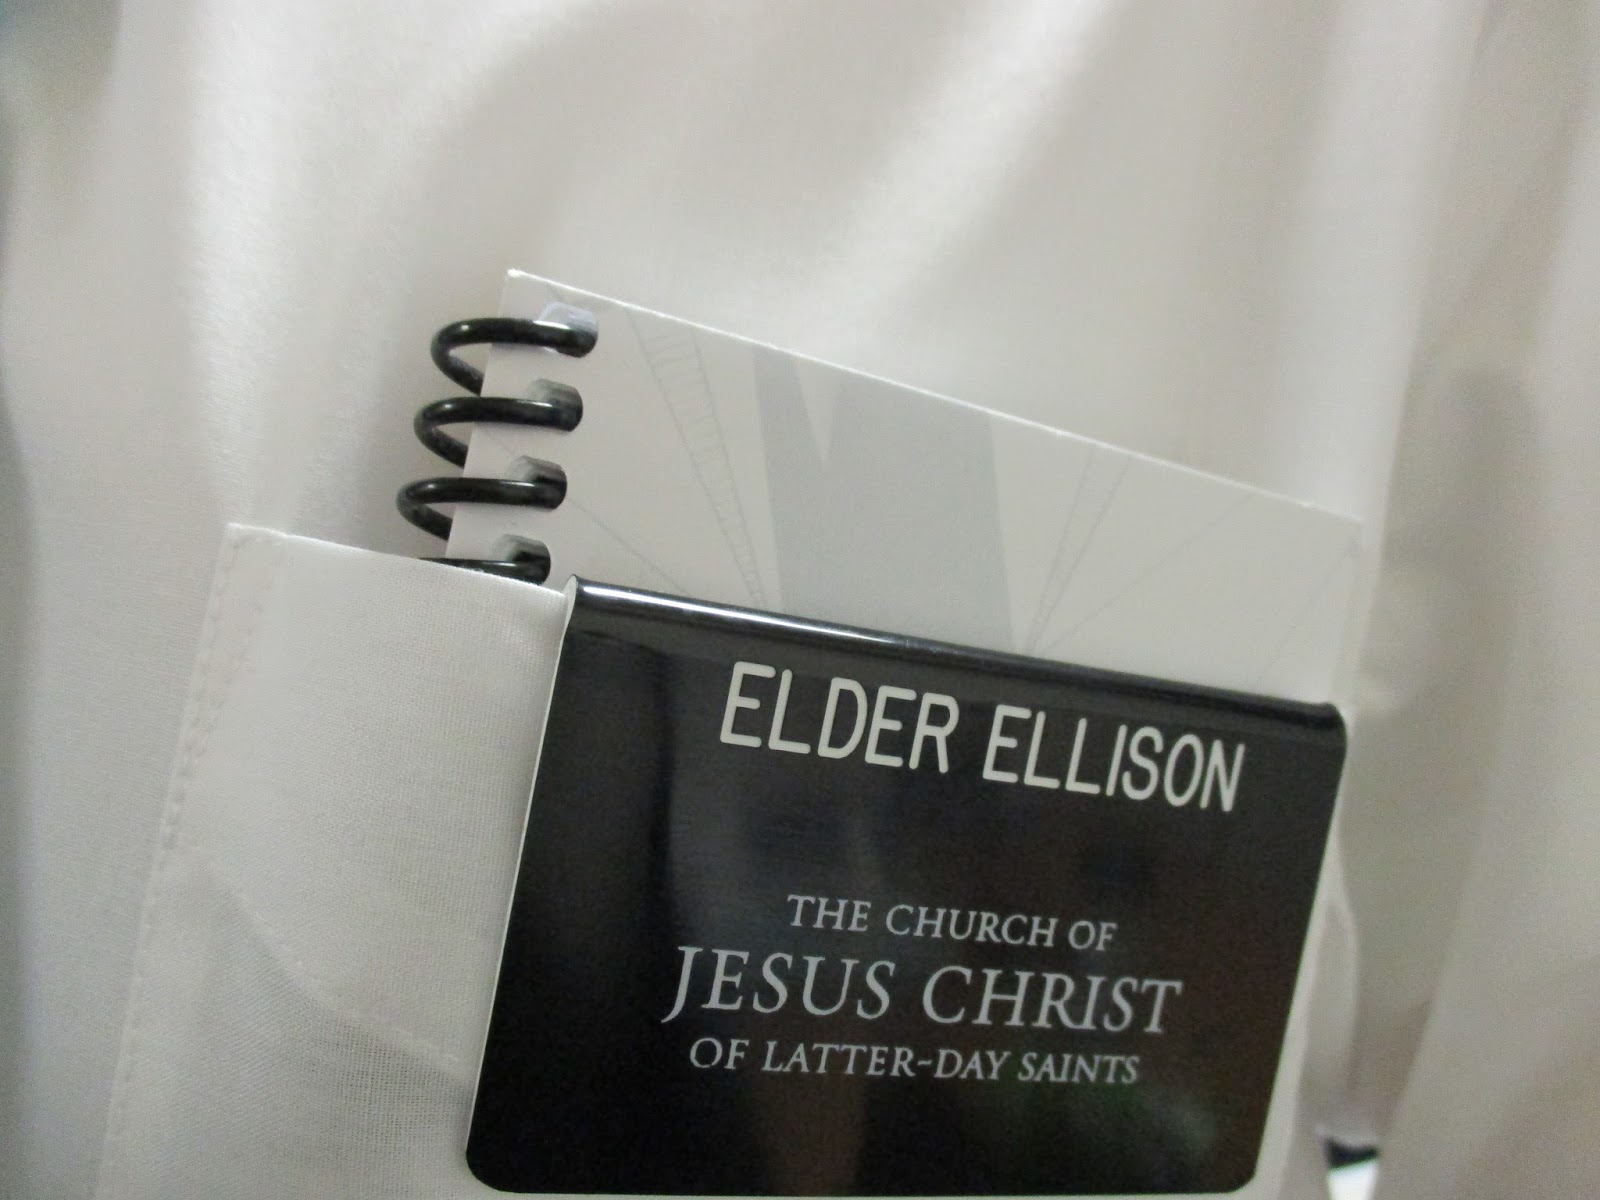 ELDER ELLISON
THE CHURCH OF
JESUS CHRIST
OF LATTER-DAY SAINTS